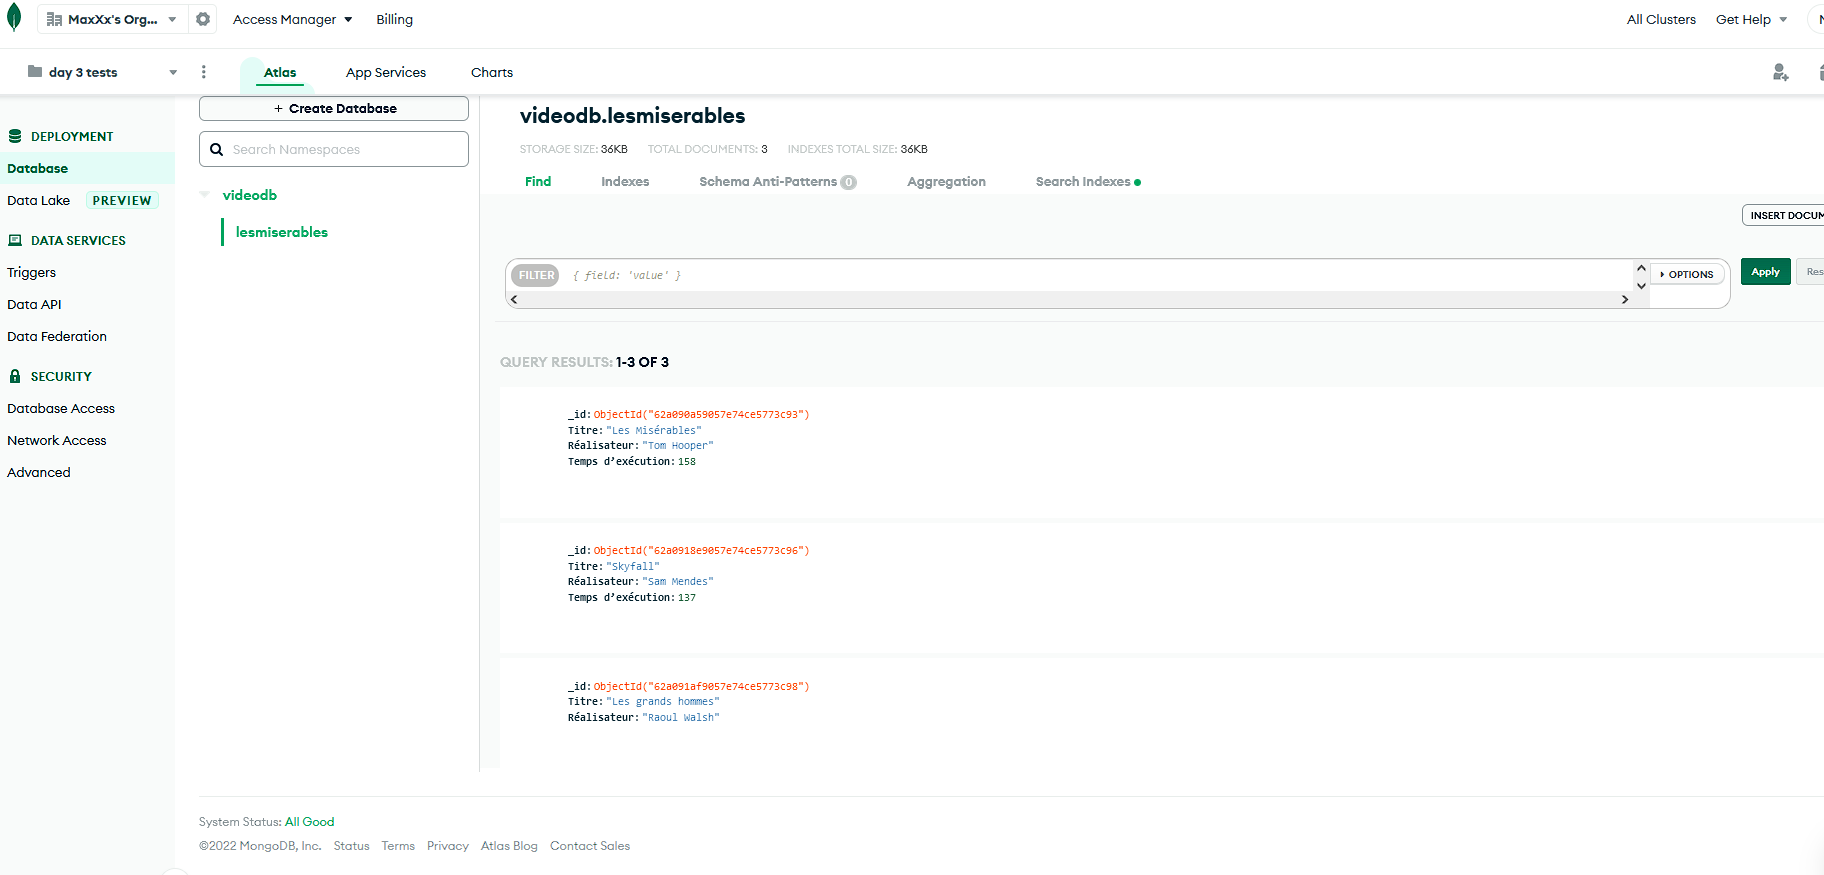 MaxXx's Org... Access Manager Billing All Clusters Get Help
day 3 tests Atlas App Services Charts
+ Create Database
DEPLOYMENT
Database
Data Lake PREVIEW
DATA SERVICES
Triggers
Data API
Data Federation
SECURITY
Database Access
Network Access
Advanced
Search Namespaces
videodb
lesmiserables
videodb.lesmiserables
STORAGE SIZE: 36KB TOTAL DOCUMENTS: 3 INDEXES TOTAL SIZE: 36KB
Find Indexes Schema Anti-Patterns 0 Aggregation Search Indexes
INSERT DOCUM
FILTER { field: 'value' } OPTIONS Apply Res
QUERY RESULTS: 1-3 OF 3
_id: ObjectId("62a090a59057e74ce5773c93")
Titre: "Les Misérables"
Réalisateur: "Tom Hooper"
Temps d’exécution: 158
_id: ObjectId("62a0918e9057e74ce5773c96")
Titre: "Skyfall"
Réalisateur: "Sam Mendes"
Temps d’exécution: 137
_id: ObjectId("62a091af9057e74ce5773c98")
Titre: "Les grands hommes"
Réalisateur: "Raoul Walsh"
System Status: All Good
©2022 MongoDB, Inc. Status Terms Privacy Atlas Blog Contact Sales